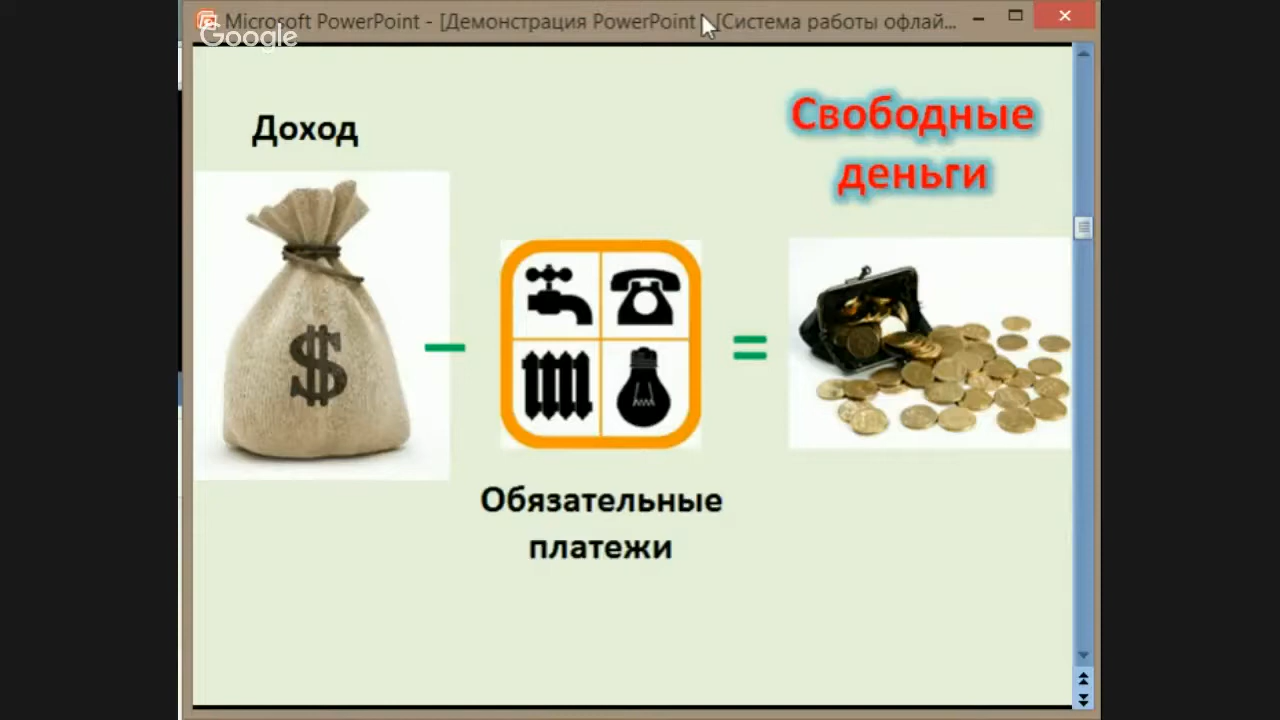 Microsoft PowerPoint - [Демонстрация PowerPoint - [Система работы офлай...
Google
Доход
Свободные
деньги
$
Обязательные
платежи